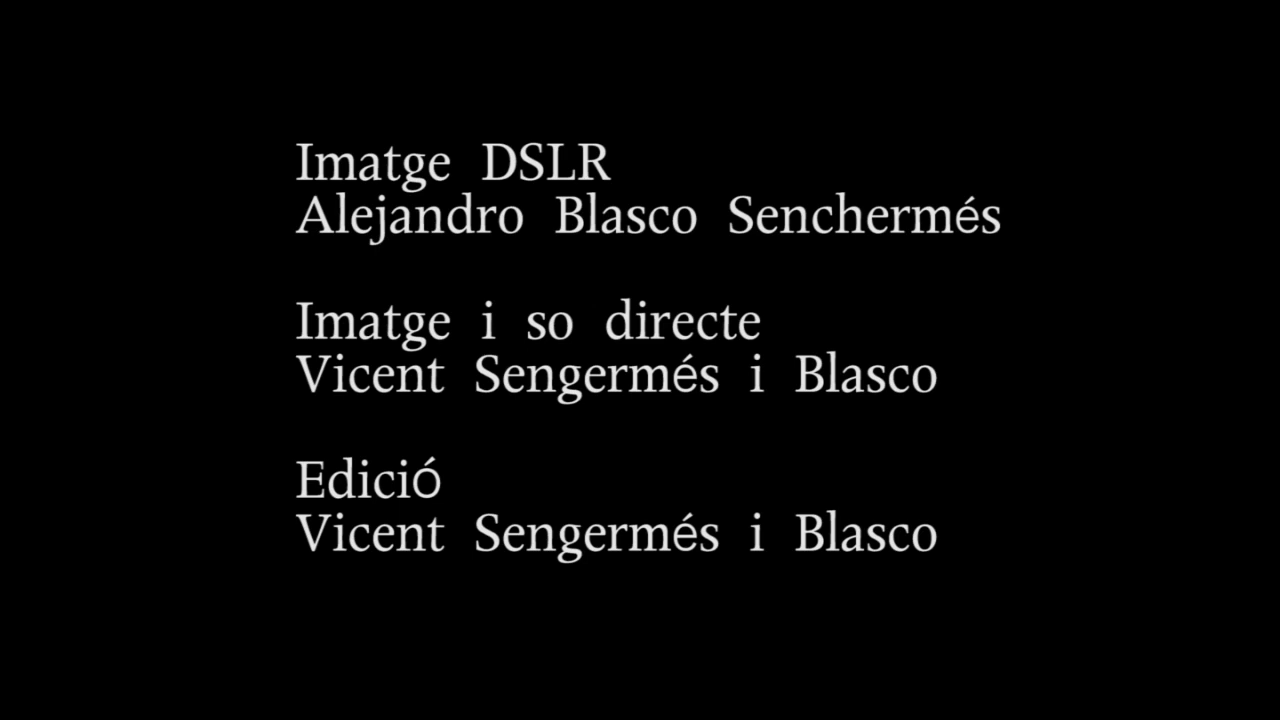 Imatge DSLR
Alejandro Blasco Senchermés
Imatge i so directe
Vicent Sengermés i Blasco
Edició
Vicent Sengermés i Blasco